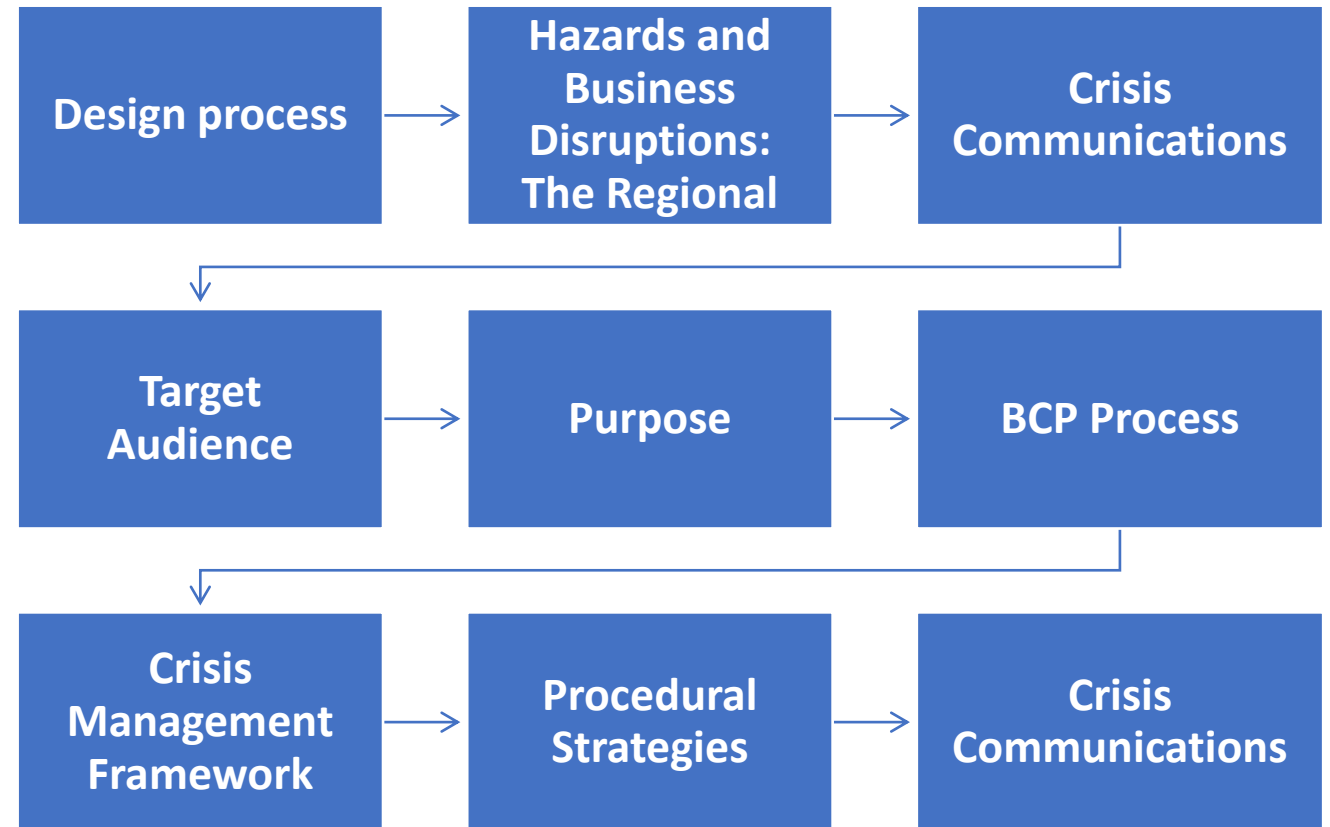 Design process
Hazards and
Business
Disruptions:
The Regional
Crisis
Communications
Target
Audience
Purpose
BCP Process
Crisis
Management
Framework
Procedural
Strategies
Crisis
Communications